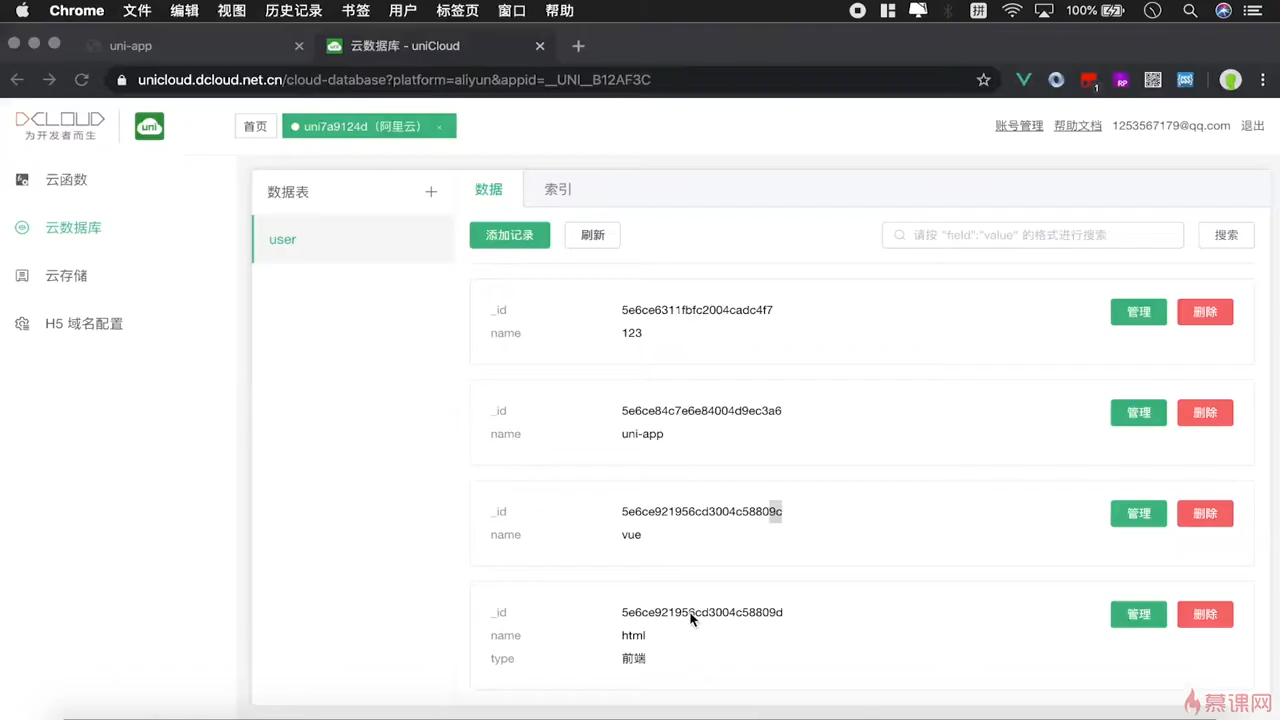 Chrome 文件 编辑 视图 历史记录 书签 用户 标签页 窗口 帮助 拼 100%
uni-app
云数据库 - uniCloud
unicloud.dcloud.net.cn/cloud-database?platform=aliyun&appid=__UNI__B12AF3C
RP
1
DCLOUD
为开发者而生
uni
首页
uni7a9124d（阿里云）
账号管理 帮助文档 1253567179@qq.com 退出
云函数
云数据库
云存储
H5 域名配置
数据表
user
数据 索引
添加记录 刷新 请按 "field":"value" 的格式进行搜索 搜索
_id 5e6ce6311fbfc2004cadc4f7 管理 删除
name 123
_id 5e6ce84c7e6e84004d9ec3a6 管理 删除
name uni-app
_id 5e6ce921956cd3004c58809c 管理 删除
name vue
_id 5e6ce921956cd3004c58809d 管理 删除
name html
type 前端
慕课网